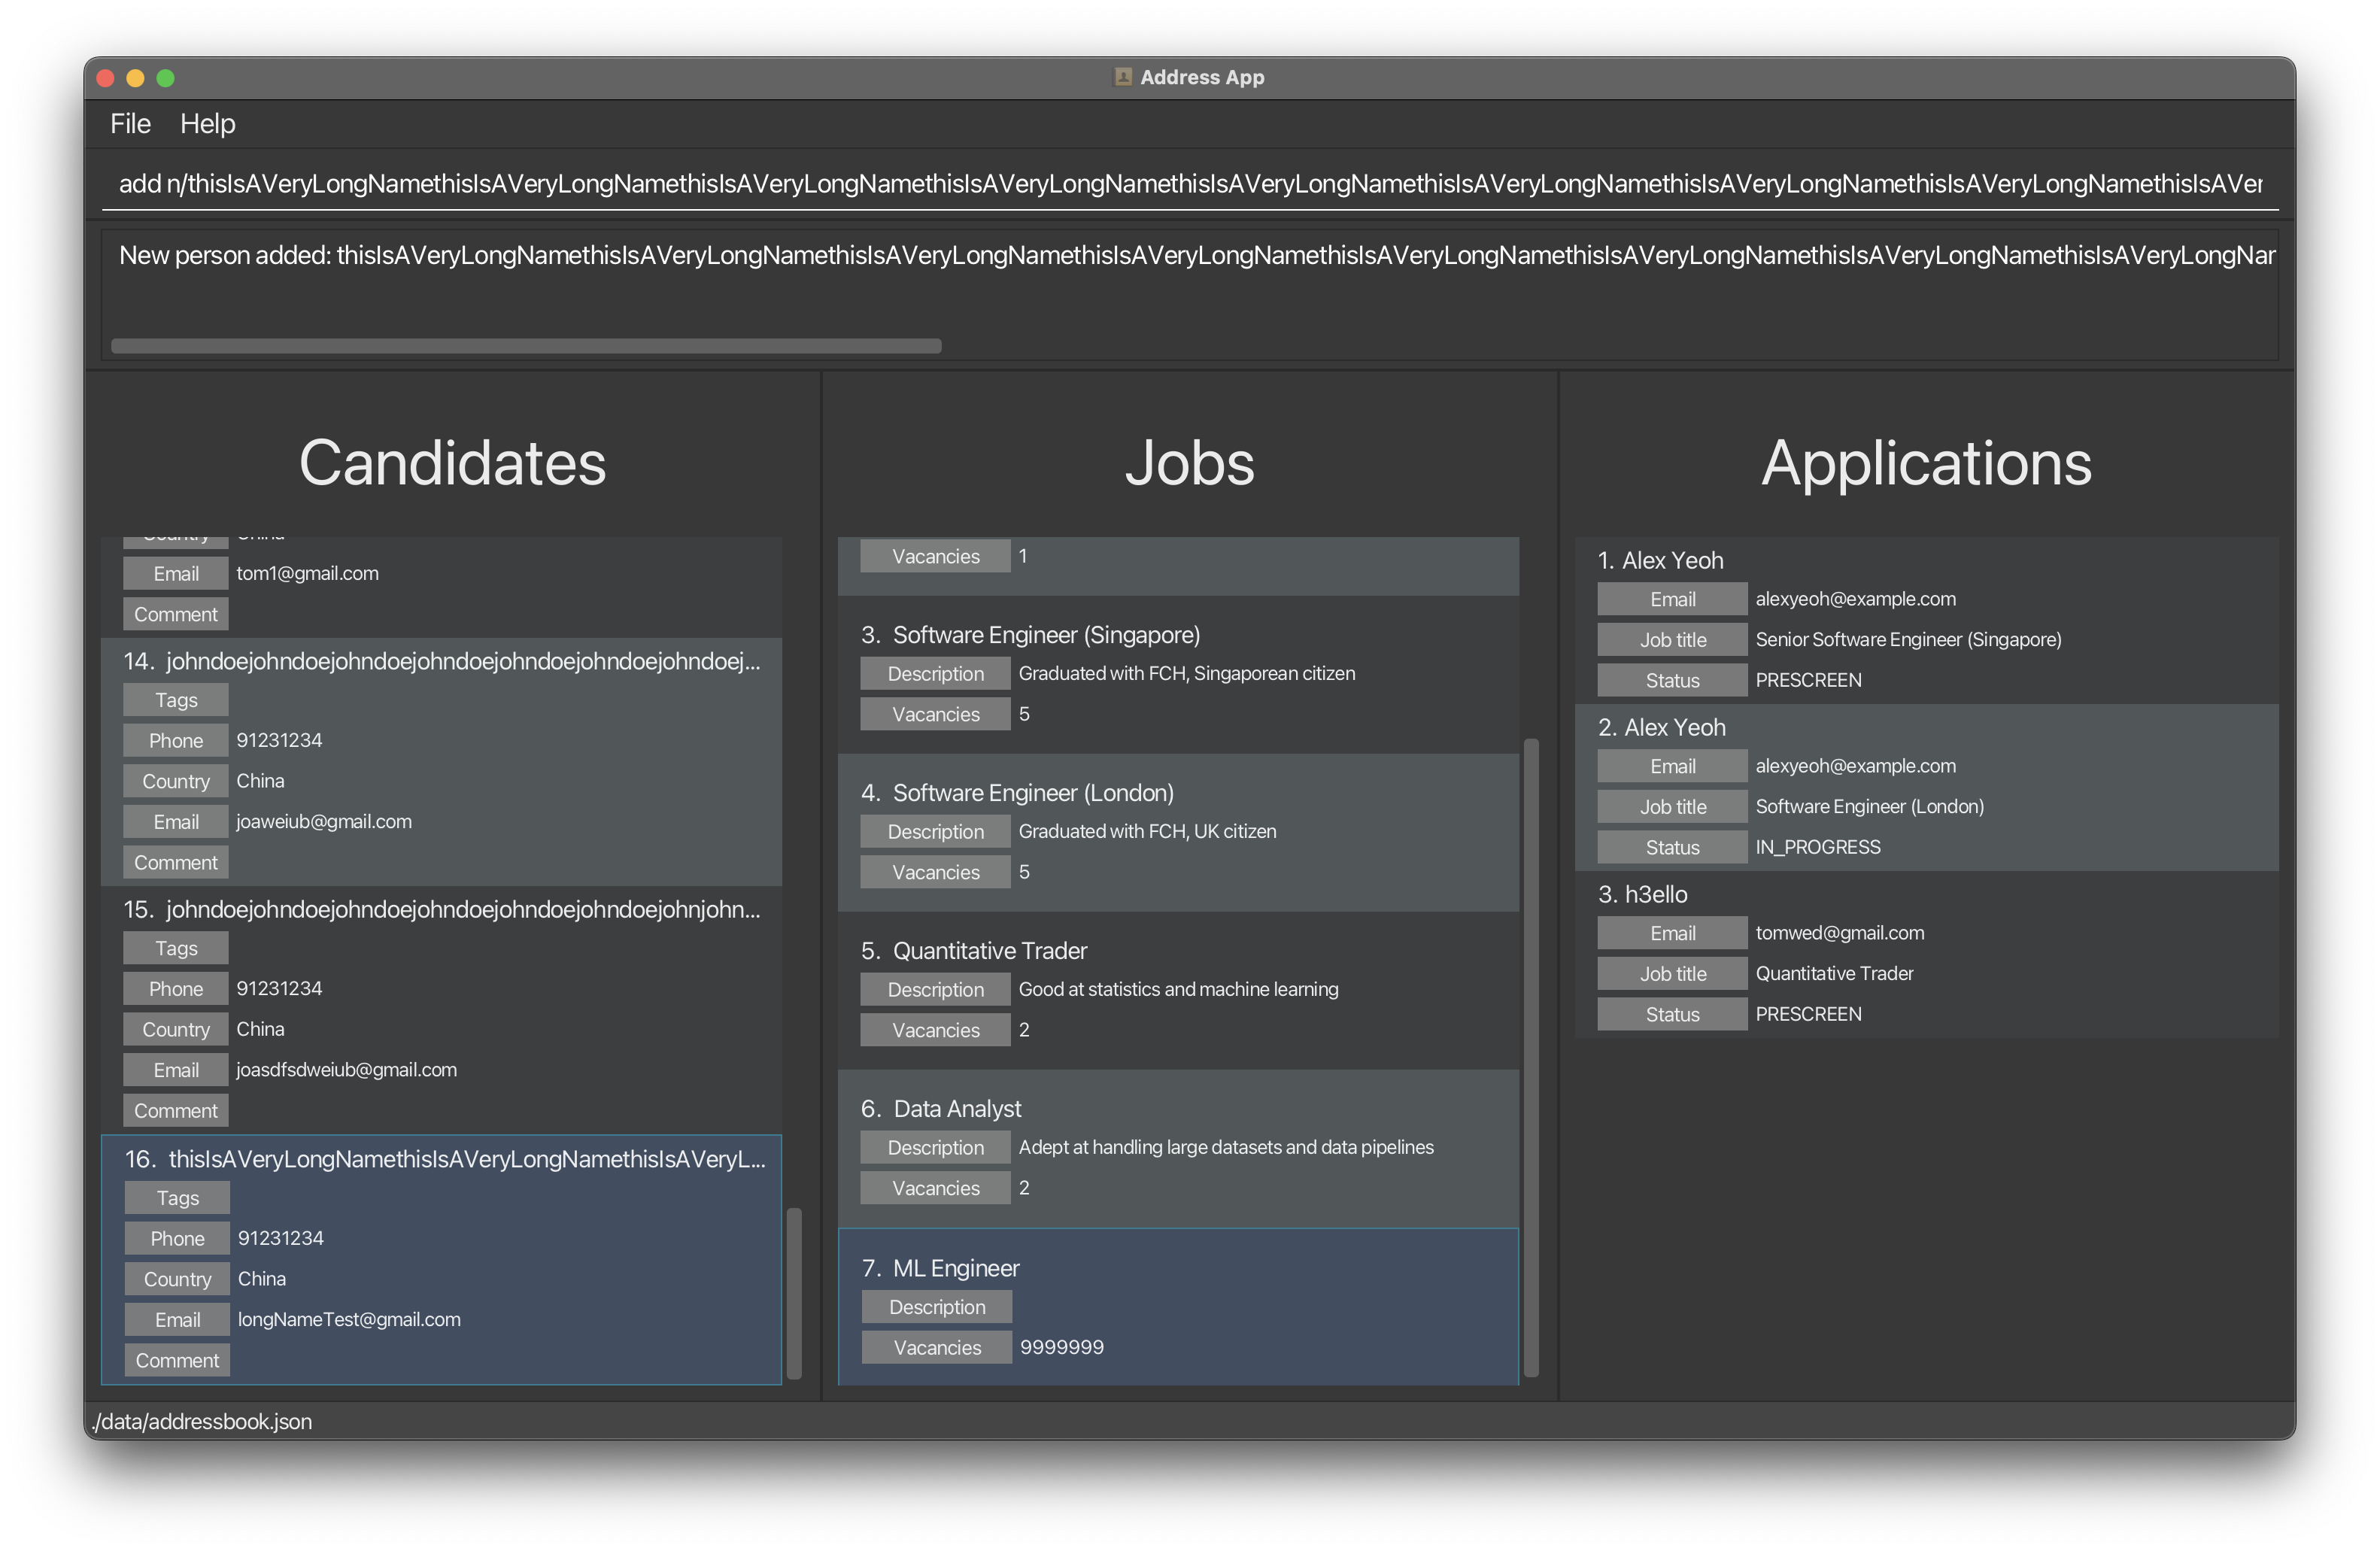 Address App
File Help
add n/thisIsAVeryLongNamethisIsAVeryLongNamethisIsAVeryLongNamethisIsAVeryLongNamethisIsAVeryLongNamethisIsAVeryLongNamethisIsAVeryLongNamethisIsAVeryLongNamethisIsAVer
New person added: thisIsAVeryLongNamethisIsAVeryLongNamethisIsAVeryLongNamethisIsAVeryLongNamethisIsAVeryLongNamethisIsAVeryLongNamethisIsAVeryLongNamethisIsAVeryLongNar
Candidates
Country China
Email tom1@gmail.com
Comment
14. johndoejohndoejohndoejohndoejohndoejohndoejohndoej...
Tags
Phone 91231234
Country China
Email joaweiub@gmail.com
Comment
15. johndoejohndoejohndoejohndoejohndoejohndoejohnjohn...
Tags
Phone 91231234
Country China
Email joasdfsdweiub@gmail.com
Comment
16. thisIsAVeryLongNamethisIsAVeryLongNamethisIsAVeryL...
Tags
Phone 91231234
Country China
Email longNameTest@gmail.com
Comment
Jobs
Vacancies 1
3. Software Engineer (Singapore)
Description Graduated with FCH, Singaporean citizen
Vacancies 5
4. Software Engineer (London)
Description Graduated with FCH, UK citizen
Vacancies 5
5. Quantitative Trader
Description Good at statistics and machine learning
Vacancies 2
6. Data Analyst
Description Adept at handling large datasets and data pipelines
Vacancies 2
7. ML Engineer
Description
Vacancies 9999999
Applications
1. Alex Yeoh
Email alexyeoh@example.com
Job title Senior Software Engineer (Singapore)
Status PRESCREEN
2. Alex Yeoh
Email alexyeoh@example.com
Job title Software Engineer (London)
Status IN_PROGRESS
3. h3ello
Email tomwed@gmail.com
Job title Quantitative Trader
Status PRESCREEN
./data/addressbook.json